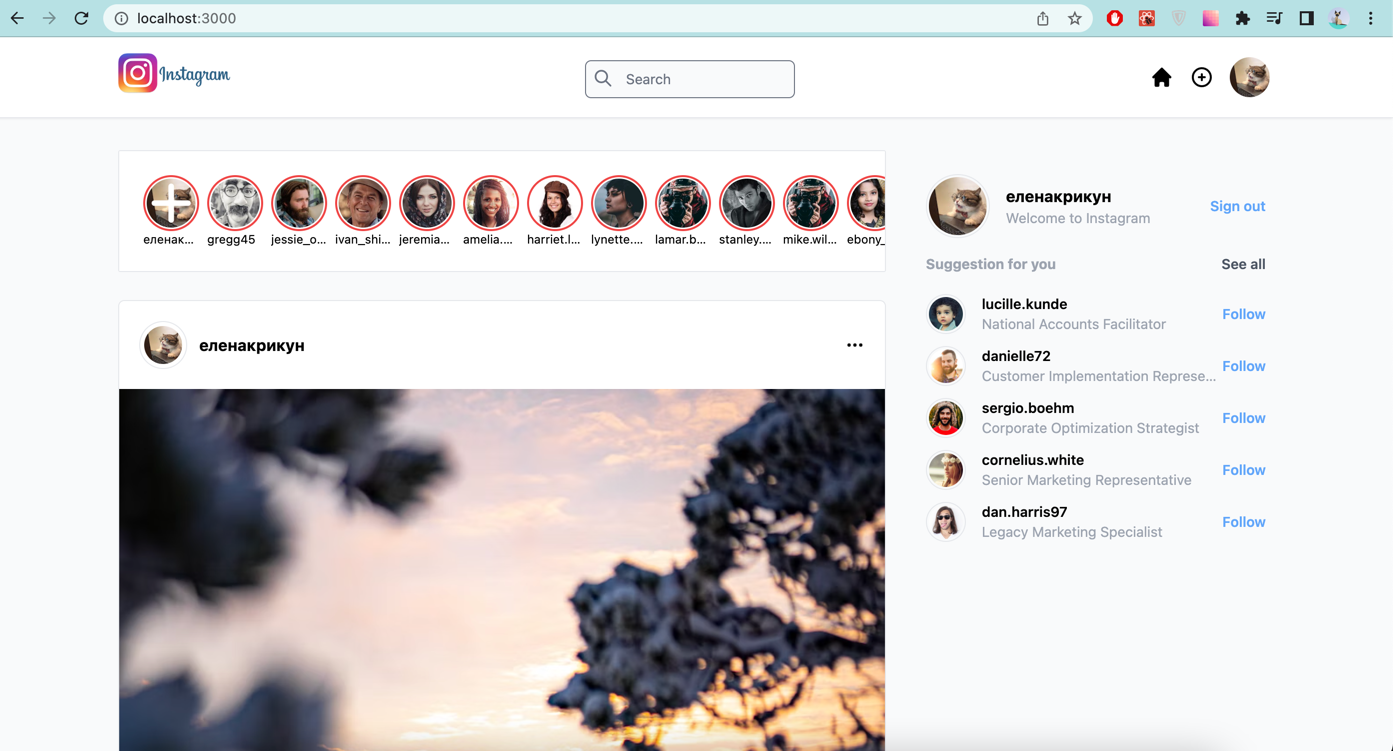 localhost:3000
Instagram
Search
еленак...
gregg45
jessie_o...
ivan_shi...
jeremia...
amelia....
harriet.l...
lynette....
lamar.b...
stanley....
mike.wil...
ebony_
еленакрикун
Welcome to Instagram
Sign out
Suggestion for you
See all
lucille.kunde
National Accounts Facilitator
Follow
danielle72
Customer Implementation Represe...
Follow
sergio.boehm
Corporate Optimization Strategist
Follow
cornelius.white
Senior Marketing Representative
Follow
dan.harris97
Legacy Marketing Specialist
Follow
еленакрикун